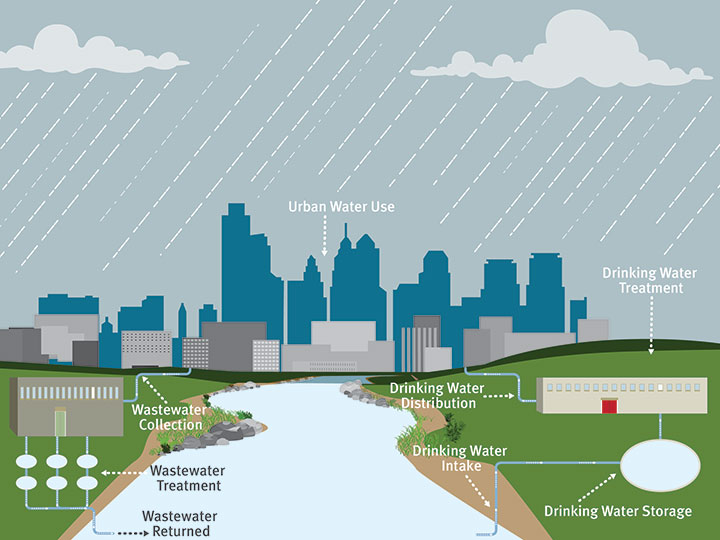 Urban Water Use
Drinking Water
Treatment
Drinking Water
Distribution
Wastewater
Collection
Drinking Water
Intake
Wastewater
Treatment
Drinking Water Storage
Wastewater
Returned